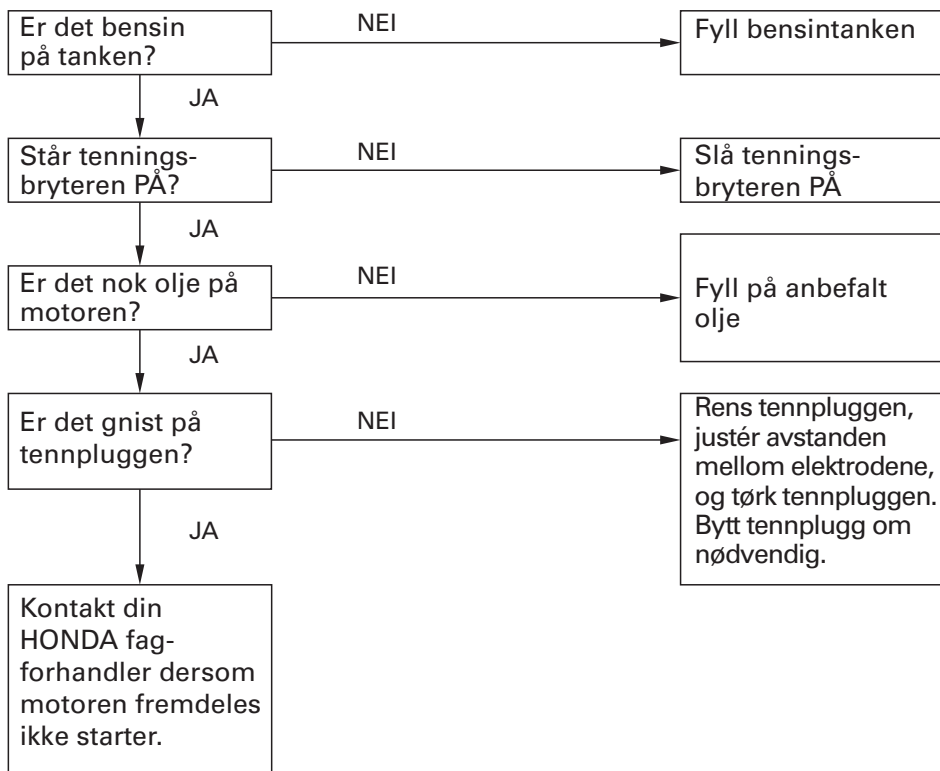 Er det bensin
på tanken?
NEI
Fyll bensintanken
JA
Står tennings-
bryteren PÅ?
NEI
Slå tennings-
bryteren PÅ
JA
Er det nok olje på
motoren?
NEI
Fyll på anbefalt
olje
JA
Er det gnist på
tennpluggen?
NEI
Rens tennpluggen,
justér avstanden
mellom elektrodene,
og tørk tennpluggen.
Bytt tennplugg om
nødvendig.
JA
Kontakt din
HONDA fag-
forhandler dersom
motoren fremdeles
ikke starter.